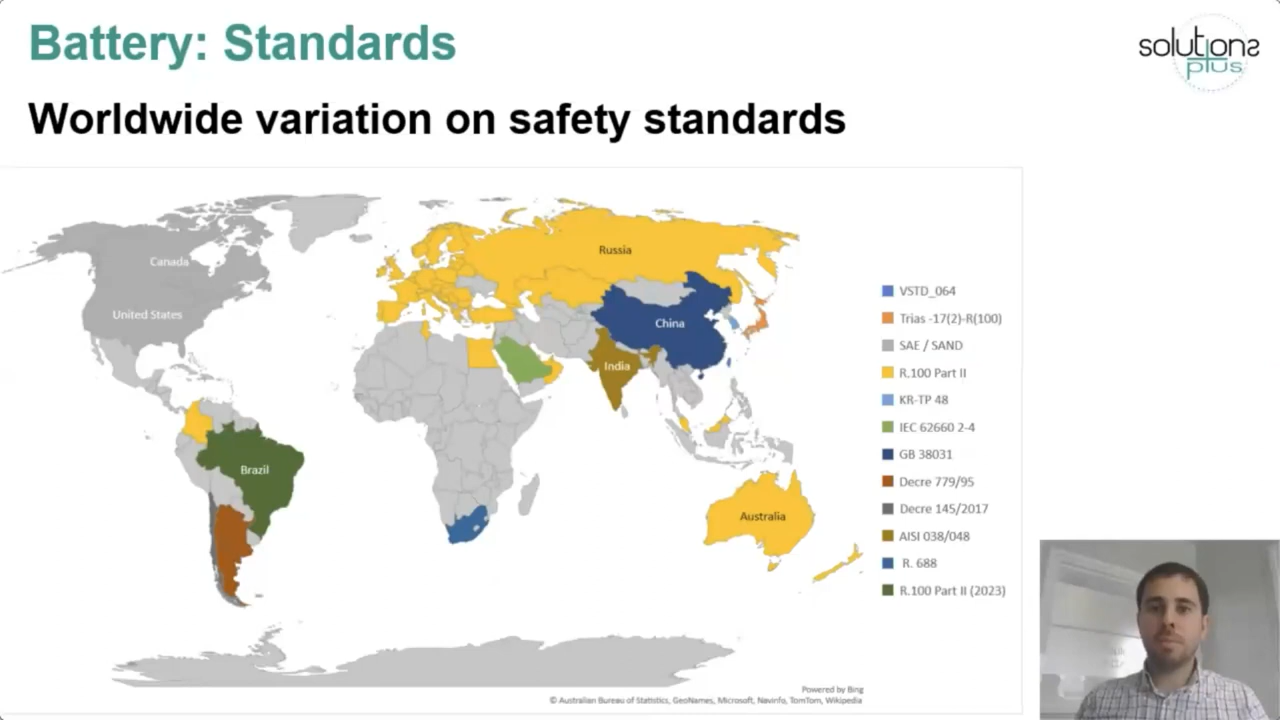 Battery: Standards
solutions
plus
Worldwide variation on safety standards
Canada
United States
Russia
China
India
Brazil
Australia
VSTD_064
Trias -17(2)-R(100)
SAE / SAND
R.100 Part II
KR-TP 48
IEC 62660 2-4
GB 38031
Decre 779/95
Decre 145/2017
AISI 038/048
R. 688
R.100 Part II (2023)
Powered by Bing
© Australian Bureau of Statistics, GeoNames, Microsoft, Navinfo, TomTom, Wikipedia